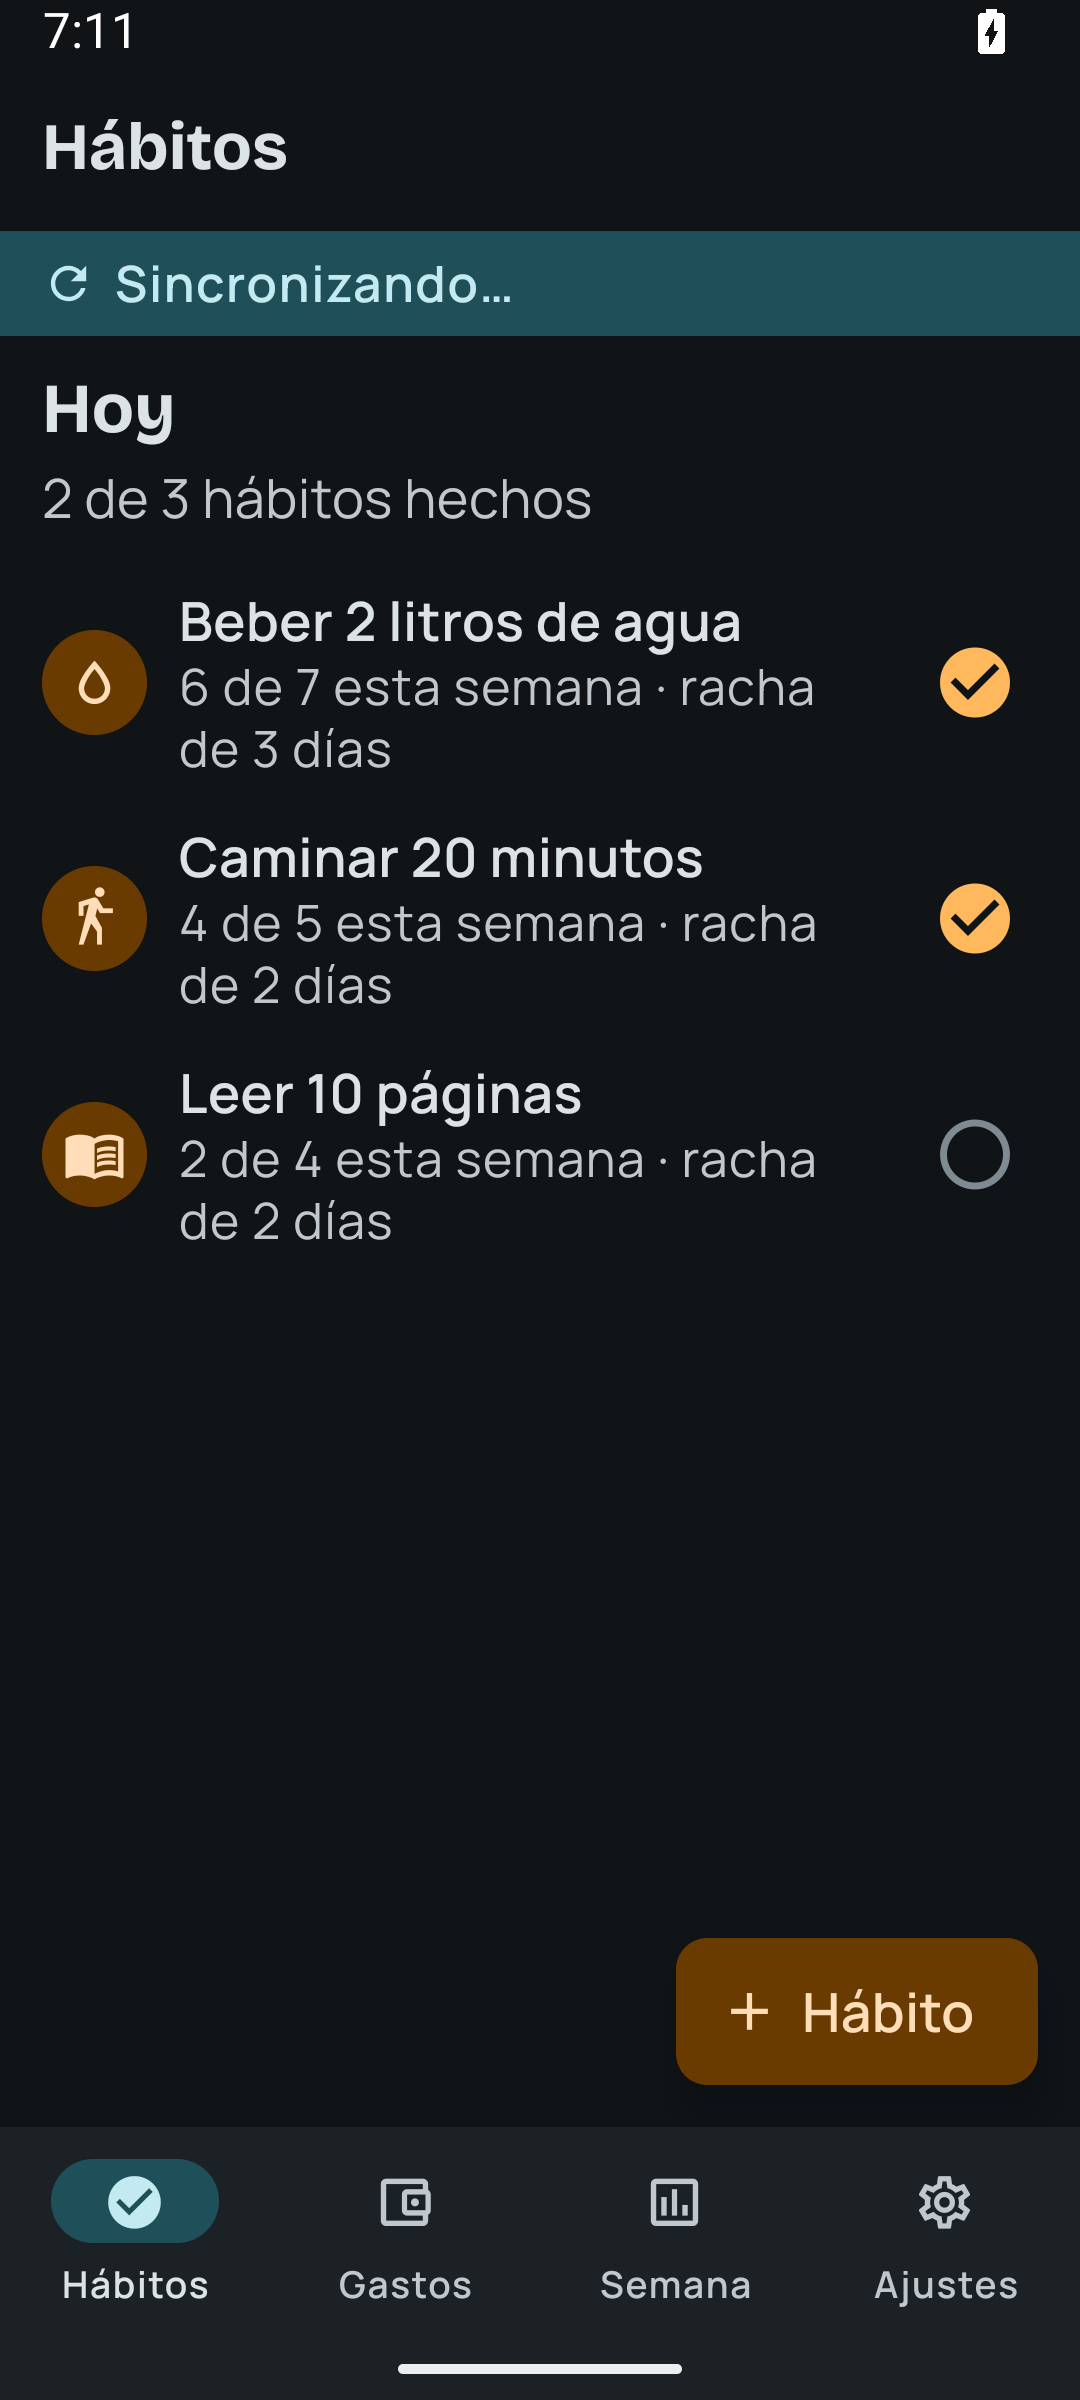 7:11
Hábitos
Sincronizando…
Hoy
2 de 3 hábitos hechos
Beber 2 litros de agua
6 de 7 esta semana · racha
de 3 días
Caminar 20 minutos
4 de 5 esta semana · racha
de 2 días
Leer 10 páginas
2 de 4 esta semana · racha
de 2 días
+ Hábito
Hábitos
Gastos
Semana
Ajustes